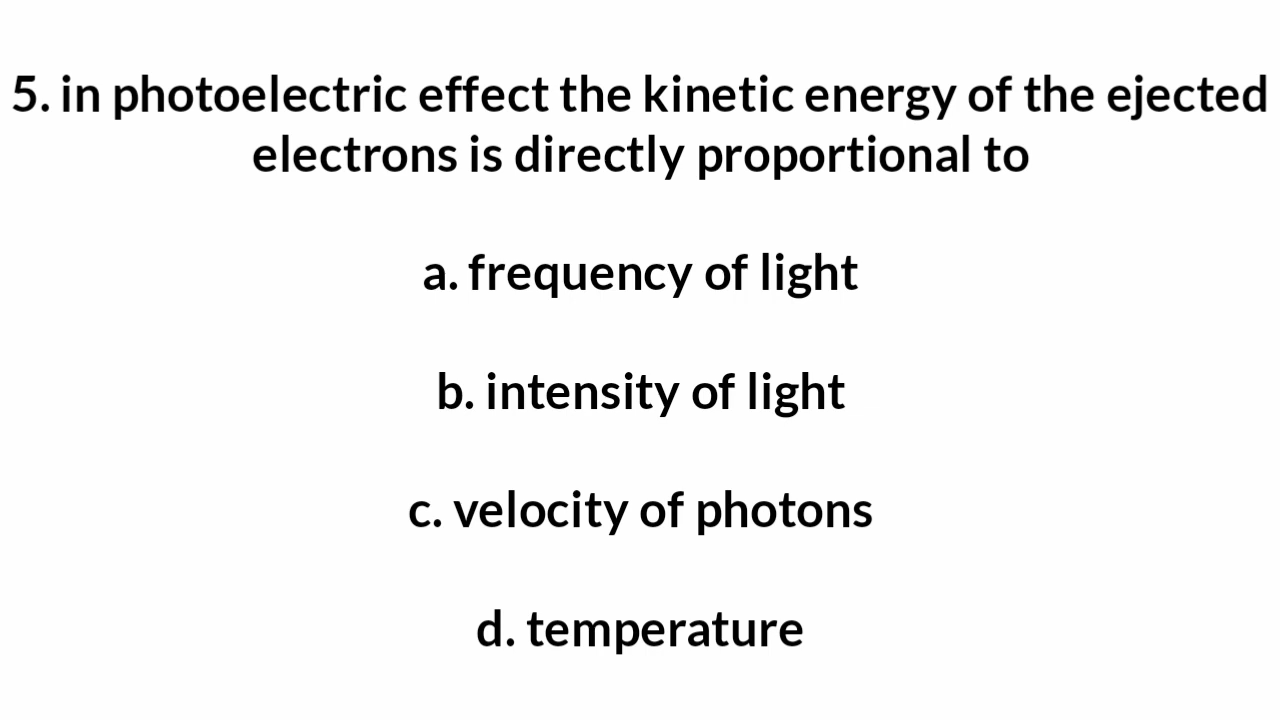 5. in photoelectric effect the kinetic energy of the ejected
electrons is directly proportional to
a. frequency of light
b. intensity of light
c. velocity of photons
d. temperature